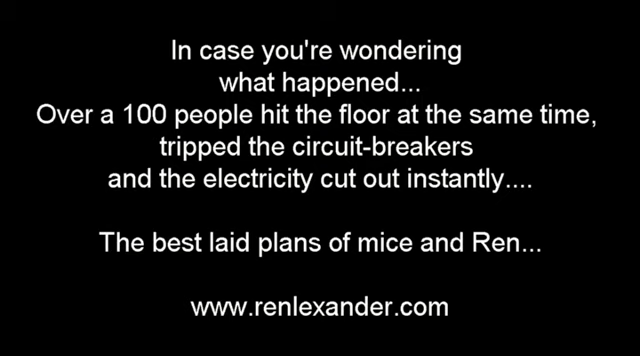 In case you're wondering
what happened...
Over a 100 people hit the floor at the same time,
tripped the circuit-breakers
and the electricity cut out instantly....
The best laid plans of mice and Ren...
www.renlexander.com